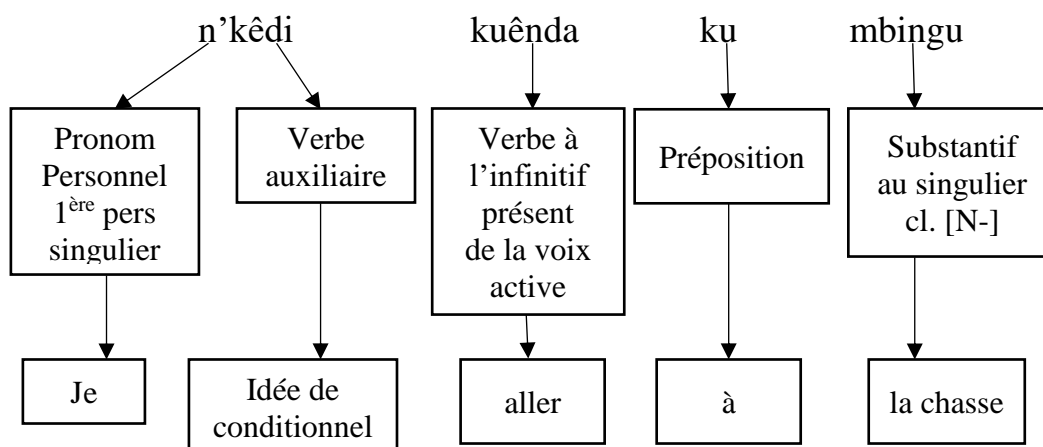 n’kêdi kuênda ku mbingu
Pronom
Personnel
1ère pers
singulier
Verbe
auxiliaire
Verbe à
l’infinitif
présent
de la voix
active
Préposition
Substantif
au singulier
cl. [N-]
Je
Idée de
conditionnel
aller
à
la chasse